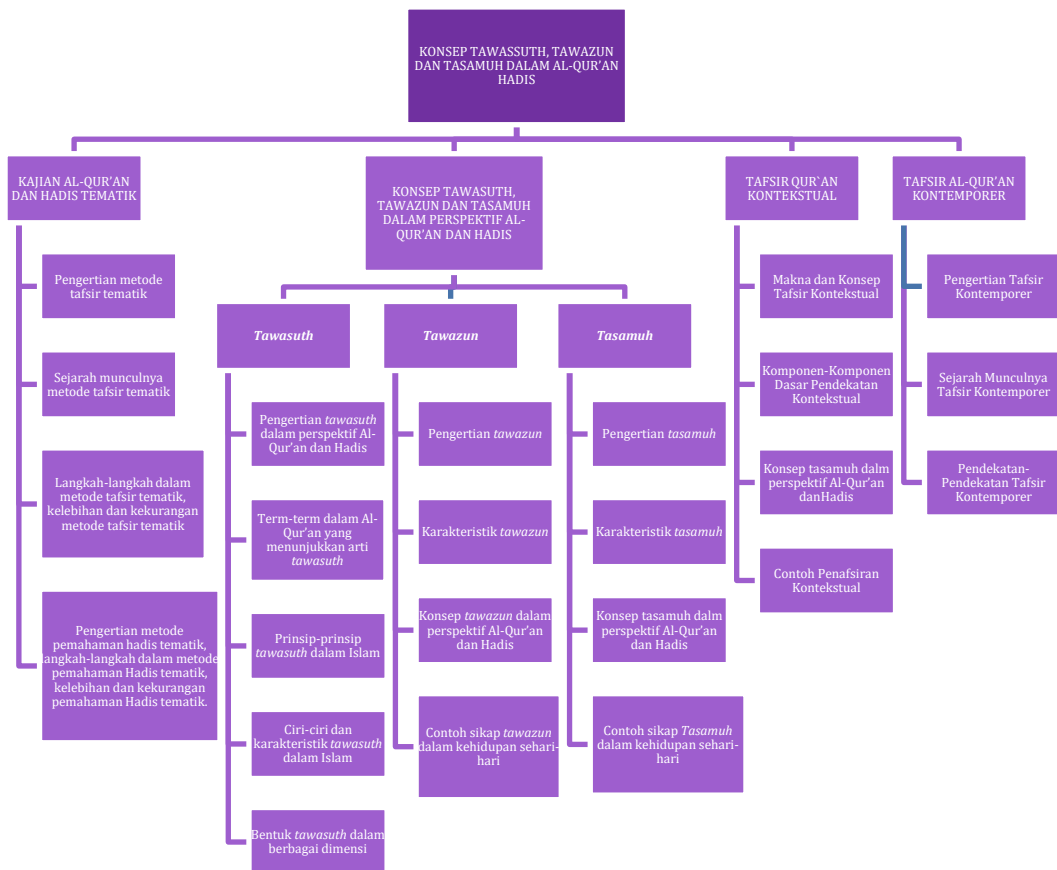 KONSEP TAWASSUTH, TAWAZUN
DAN TASAMUH DALAM AL-QUR’AN
HADIS
KAJIAN AL-QUR’AN
DAN HADIS TEMATIK
Pengertian metode
tafsir tematik
Sejarah munculnya
metode tafsir tematik
Langkah-langkah dalam
metode tafsir tematik,
kelebihan dan kekurangan
metode tafsir tematik
Pengertian metode
pemahaman hadis tematik,
langkah-langkah dalam metode
pemahaman Hadis tematik,
kelebihan dan kekurangan
pemahaman Hadis tematik.
KONSEP TAWASUTH,
TAWAZUN DAN TASAMUH
DALAM PERSPEKTIF AL-
QUR’AN DAN HADIS
Tawasuth
Pengertian tawasuth
dalam perspektif Al-
Qur’an dan Hadis
Term-term dalam Al-
Qur’an yang
menunjukkan arti
tawasuth
Prinsip-prinsip
tawasuth dalam Islam
Ciri-ciri dan
karakteristik tawasuth
dalam Islam
Bentuk tawasuth dalam
berbagai dimensi
Tawazun
Pengertian tawazun
Karakteristik tawazun
Konsep tawazun dalam
perspektif Al-Qur’an
dan Hadis
Contoh sikap tawazun
dalam kehidupan sehari-
hari
Tasamuh
Pengertian tasamuh
Karakteristik tasamuh
Konsep tasamuh dalm
perspektif Al-Qur’an
dan Hadis
Contoh sikap Tasamuh
dalam kehidupan sehari-
hari
TAFSIR QUR`AN
KONTEKSTUAL
Makna dan Konsep
Tafsir Kontekstual
Komponen-Komponen
Dasar Pendekatan
Kontekstual
Konsep tasamuh dalm
perspektif Al-Qur’an
danHadis
Contoh Penafsiran
Kontekstual
TAFSIR AL-QUR’AN
KONTEMPORER
Pengertian Tafsir
Kontemporer
Sejarah Munculnya
Tafsir Kontemporer
Pendekatan-
Pendekatan Tafsir
Kontemporer